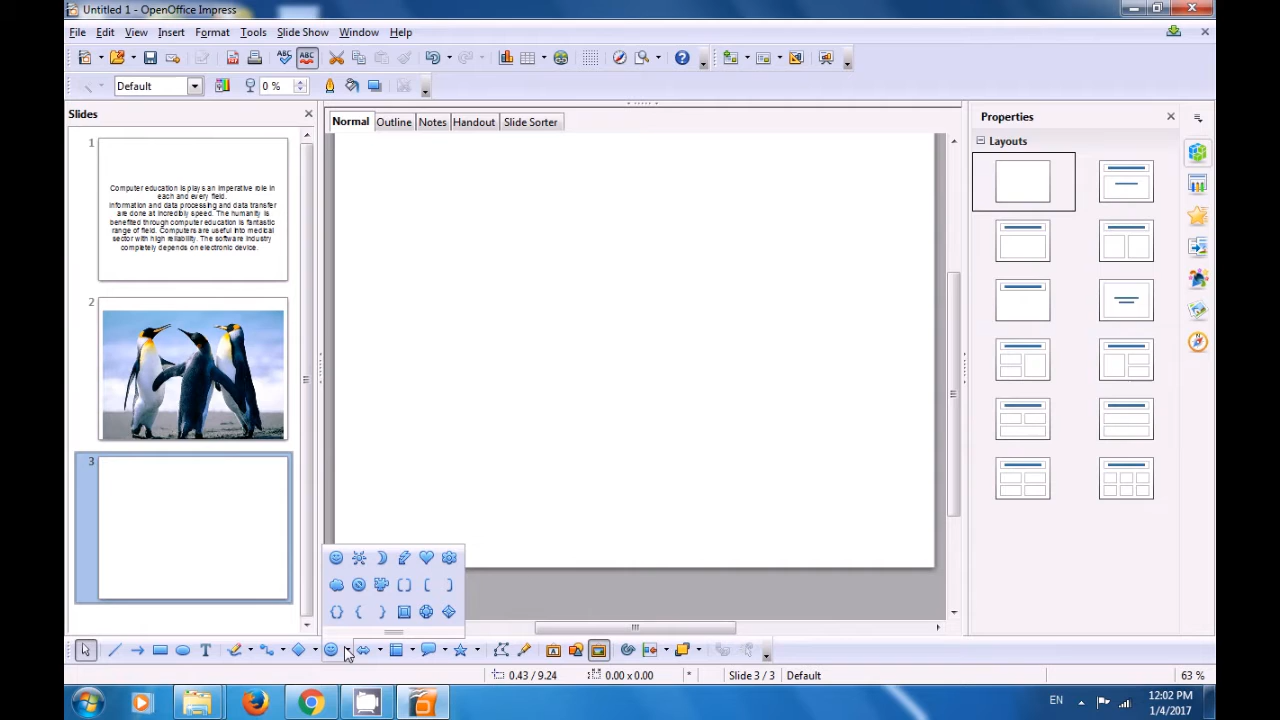 Untitled 1 - OpenOffice Impress
File Edit View Insert Format Tools Slide Show Window Help
Default
0 %
Slides
Normal Outline Notes Handout Slide Sorter
Properties
Layouts
1
Computer education is plays an imperative role in
each and every field.
Information and data processing and data transfer
are done at incredibly speed. The humanity is
benefited through computer education is fantastic
range of field. Computers are useful into medical
sector with high reliability. The software industry
completely depends on electronic device.
2
3
0.43 / 9.24
0.00 x 0.00
*
Slide 3 / 3
Default
63 %
EN
12:02 PM
1/4/2017